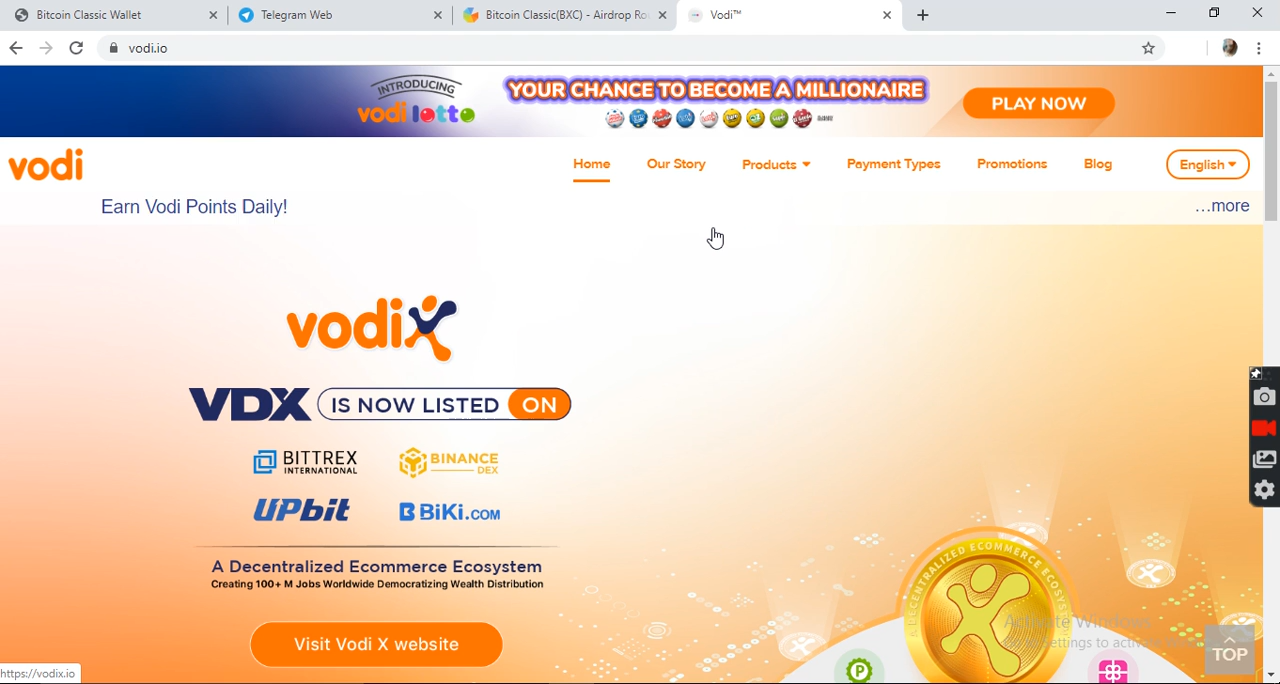 Bitcoin Classic Wallet
Telegram Web
Bitcoin Classic(BXC) - Airdrop Ro
Vodi™
vodi.io
INTRODUCING
vodi lotto
YOUR CHANCE TO BECOME A MILLIONAIRE
PLAY NOW
vodi
Home
Our Story
Products
Payment Types
Promotions
Blog
English
Earn Vodi Points Daily!
...more
vodiX
VDX IS NOW LISTED ON
BITTREX
INTERNATIONAL
BINANCE
DEX
UPbit
BiKi.COM
A Decentralized Ecommerce Ecosystem
Creating 100+ M Jobs Worldwide Democratizing Wealth Distribution
Visit Vodi X website
DECENTRALIZED ECOMMERCE ECOSYSTEM
Activate Windows
Settings to activ
P
TOP
https://vodix.io